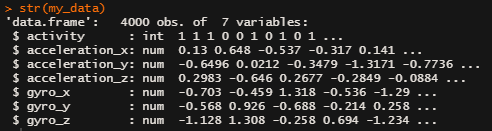 > str(my_data)
'data.frame':   4000 obs. of  7 variables:
 $ activity      : int  1 1 1 0 0 1 0 1 0 1 ...
 $ acceleration_x: num  0.13 0.648 -0.537 -0.317 0.141 ...
 $ acceleration_y: num  -0.6496 0.0212 -0.3479 -1.3171 -0.7736 ...
 $ acceleration_z: num  0.2983 -0.646 0.2677 -0.2849 -0.0884 ...
 $ gyro_x        : num  -0.703 -0.459 1.318 -0.536 -1.29 ...
 $ gyro_y        : num  -0.568 0.926 -0.688 -0.214 0.258 ...
 $ gyro_z        : num  -1.128 1.308 -0.258 0.694 -1.234 ...